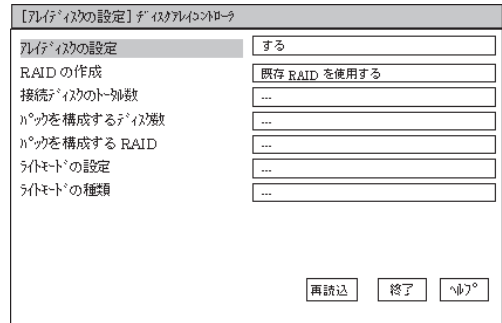 [ｱﾚｲﾃﾞｨｽｸの設定] ﾃﾞｨｽｸｱﾚｲｺﾝﾄﾛｰﾗ
ｱﾚｲﾃﾞｨｽｸの設定 する
RAIDの作成 既存 RAID を使用する
接続ﾃﾞｨｽｸのﾄｰﾀﾙ数 ...
ﾊﾟｯｸを構成するﾃﾞｨｽｸ数 ...
ﾊﾟｯｸを構成する RAID ...
ﾗｲﾄﾓｰﾄﾞの設定 ...
ﾗｲﾄﾓｰﾄﾞの種類 ...
再読込 終了 ﾍﾙﾌﾟ